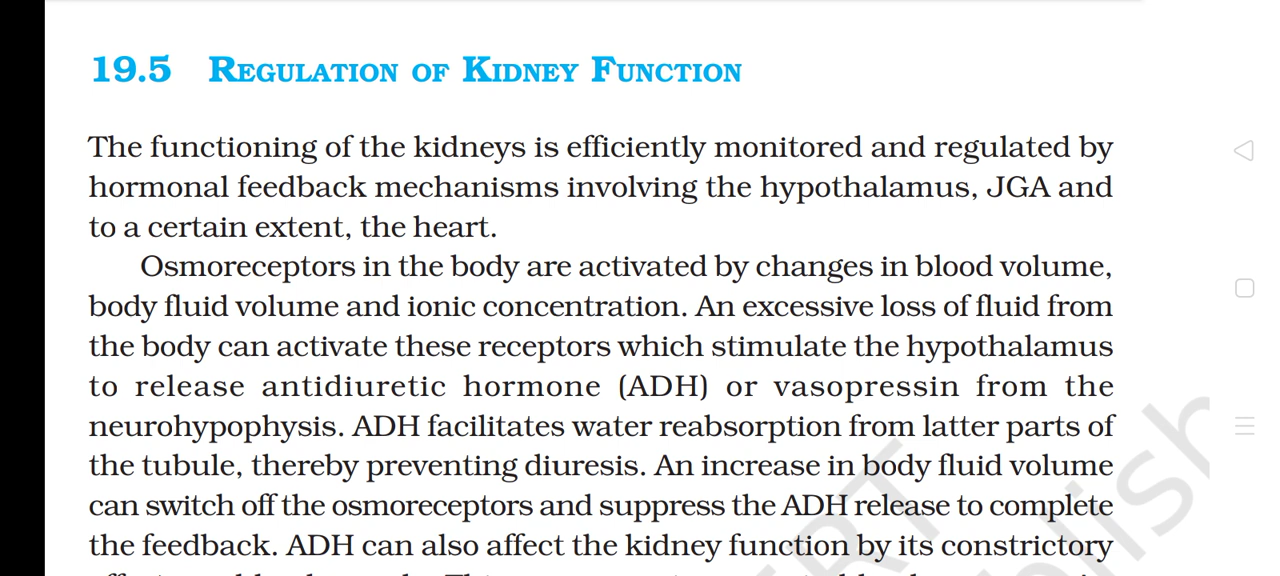 19.5 Regulation of Kidney Function
The functioning of the kidneys is efficiently monitored and regulated by
hormonal feedback mechanisms involving the hypothalamus, JGA and
to a certain extent, the heart.
Osmoreceptors in the body are activated by changes in blood volume,
body fluid volume and ionic concentration. An excessive loss of fluid from
the body can activate these receptors which stimulate the hypothalamus
to release antidiuretic hormone (ADH) or vasopressin from the
neurohypophysis. ADH facilitates water reabsorption from latter parts of
the tubule, thereby preventing diuresis. An increase in body fluid volume
can switch off the osmoreceptors and suppress the ADH release to complete
the feedback. ADH can also affect the kidney function by its constrictory